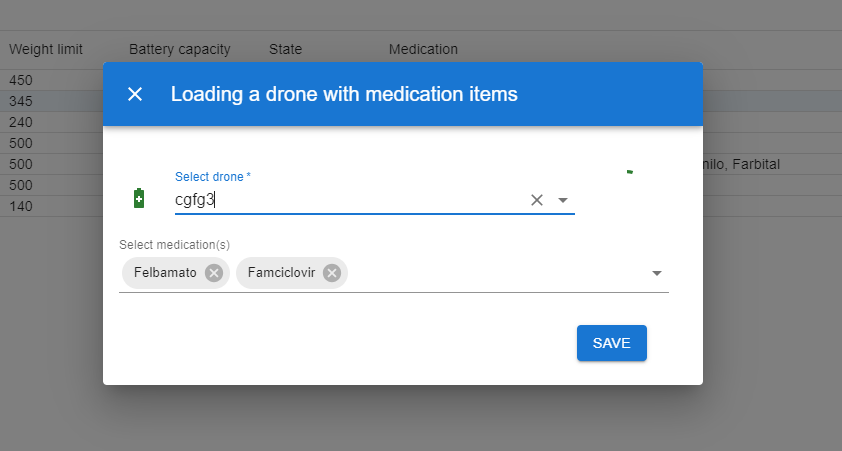 Weight limit Battery capacity State Medication
450
Loading a drone with medication items
345
240
500
500 nilo, Farbital
Select drone *
500
cgfg3
140
Select medication(s)
Felbamato Famciclovir
SAVE